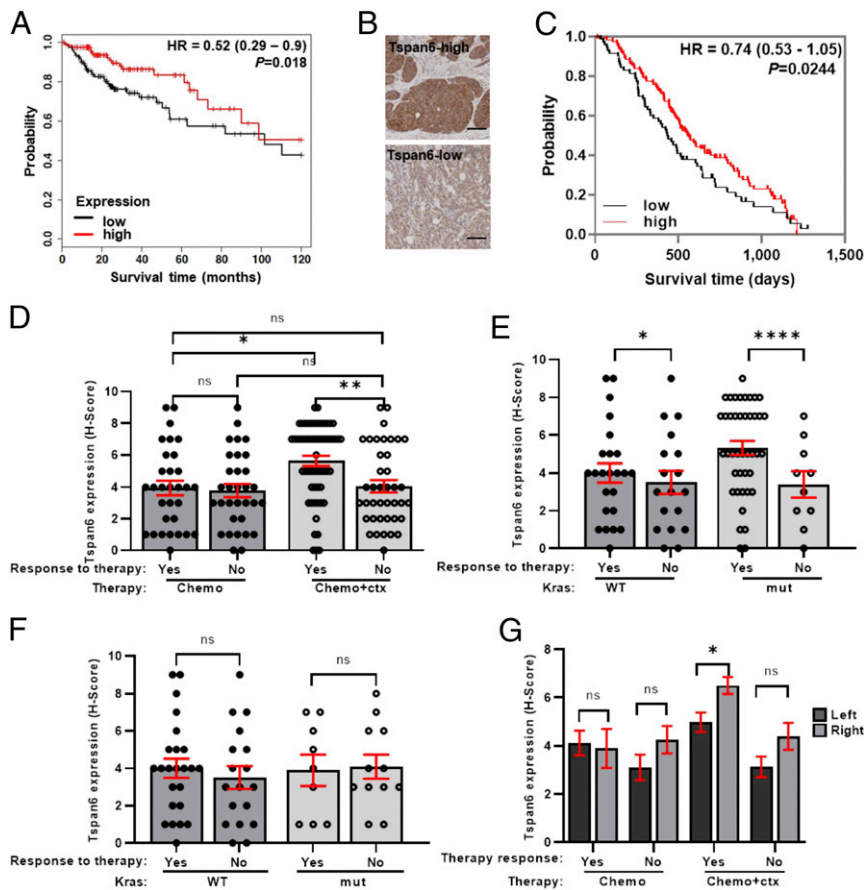 A
HR = 0.52 (0.29 – 0.9)
P=0.018
Probability
1.0
0.8
0.6
0.4
0.2
0.0
Expression
low
high
0 20 40 60 80 100 120
Survival time (months)
B
Tspan6-high
Tspan6-low
C
HR = 0.74 (0.53 - 1.05)
P=0.0244
Probability
1.0
0.8
0.6
0.4
0.2
0.0
low
high
0 500 1,000 1,500
Survival time (days)
D
ns
*
ns
ns
**
Tspan6 expression (H-Score)
10
8
6
4
2
0
Response to therapy: Yes No Yes No
Therapy: Chemo Chemo+ctx
E
*
****
Tspan6 expression (H-Score)
10
8
6
4
2
0
Response to therapy: Yes No Yes No
Kras: WT mut
F
ns
ns
Tspan6 expression (H-Score)
10
8
6
4
2
0
Response to therapy: Yes No Yes No
Kras: WT mut
G
ns
ns
*
ns
Left
Right
Tspan6 expression (H-Score)
8
6
4
2
0
Therapy response: Yes No Yes No
Therapy: Chemo Chemo+ctx